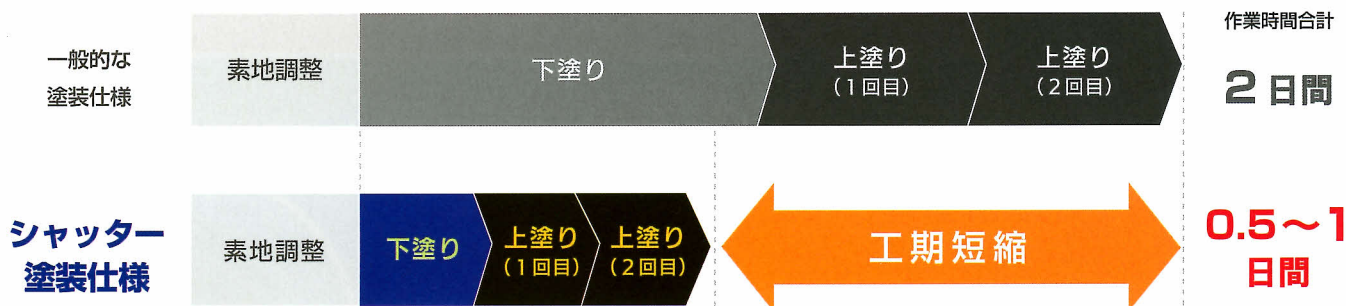 作業時間合計
一般的な
塗装仕様
素地調整
下塗り
上塗り
(1回目)
上塗り
(2回目)
2日間
シャッター
塗装仕様
素地調整
下塗り
上塗り
(1回目)
上塗り
(2回目)
工期短縮
0.5～1
日間